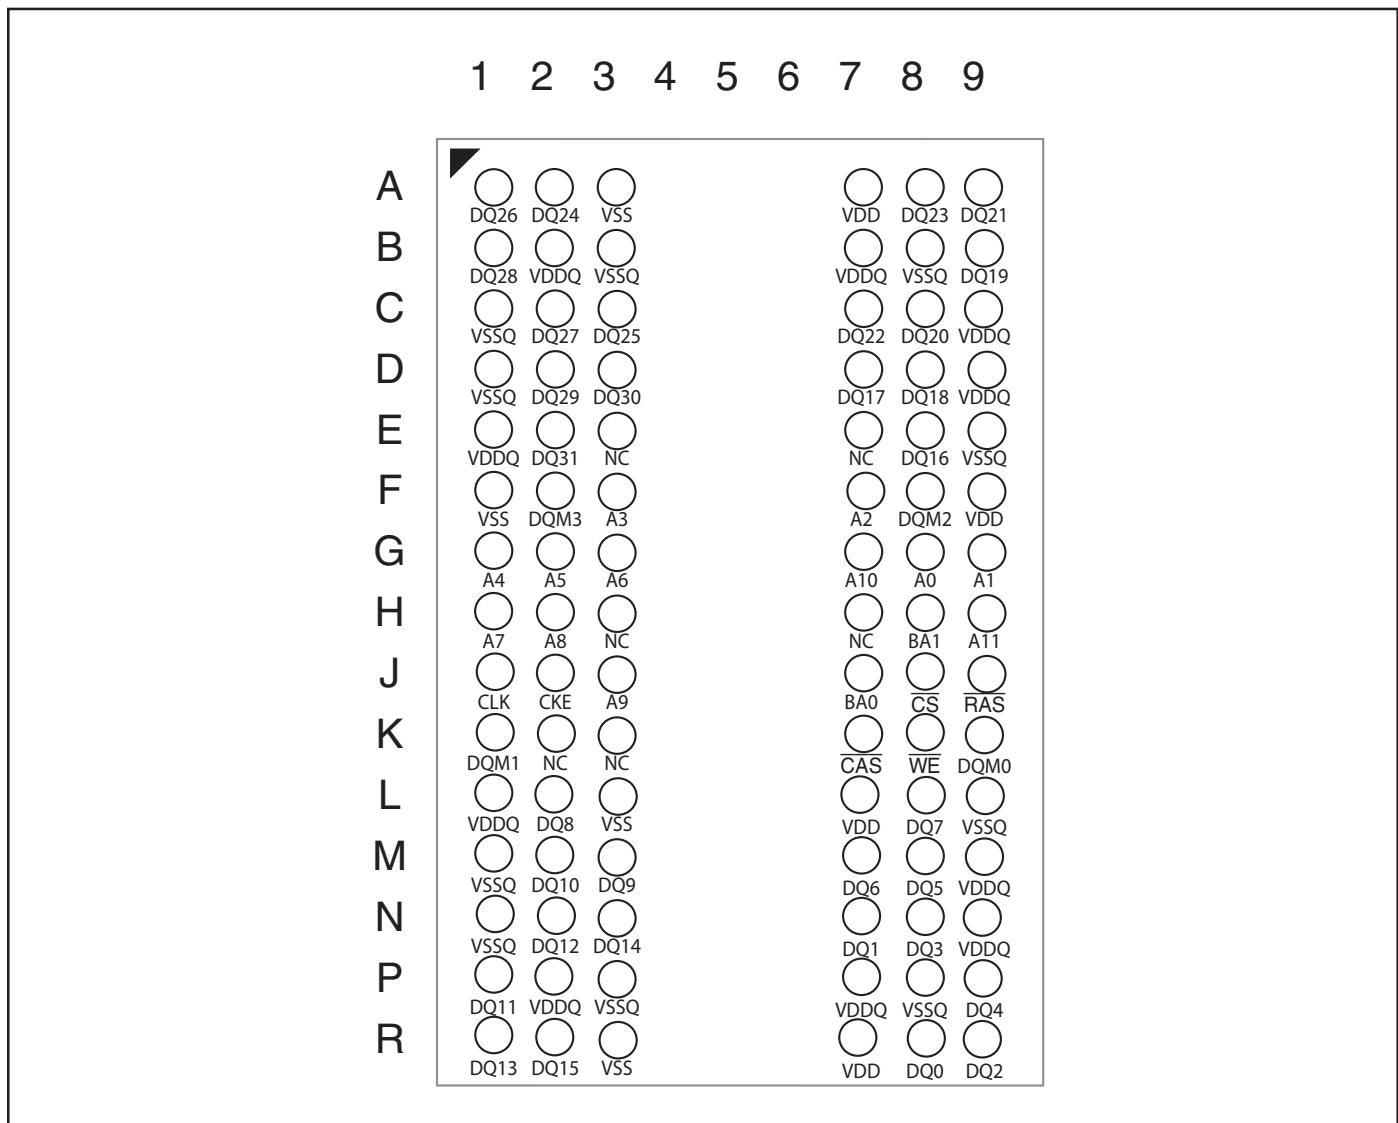 1 2 3 4 5 6 7 8 9
A
DQ26 DQ24 VSS VDD DQ23 DQ21
B
DQ28 VDDQ VSSQ VDDQ VSSQ DQ19
C
VSSQ DQ27 DQ25 DQ22 DQ20 VDDQ
D
VSSQ DQ29 DQ30 DQ17 DQ18 VDDQ
E
VDDQ DQ31 NC NC DQ16 VSSQ
F
VSS DQM3 A3 A2 DQM2 VDD
G
A4 A5 A6 A10 A0 A1
H
A7 A8 NC NC BA1 A11
J
CLK CKE A9 BA0 C̅S̅ R̅A̅S̅
K
DQM1 NC NC C̅A̅S̅ W̅E̅ DQM0
L
VDDQ DQ8 VSS VDD DQ7 VSSQ
M
VSSQ DQ10 DQ9 DQ6 DQ5 VDDQ
N
VSSQ DQ12 DQ14 DQ1 DQ3 VDDQ
P
DQ11 VDDQ VSSQ VDDQ VSSQ DQ4
R
DQ13 DQ15 VSS VDD DQ0 DQ2